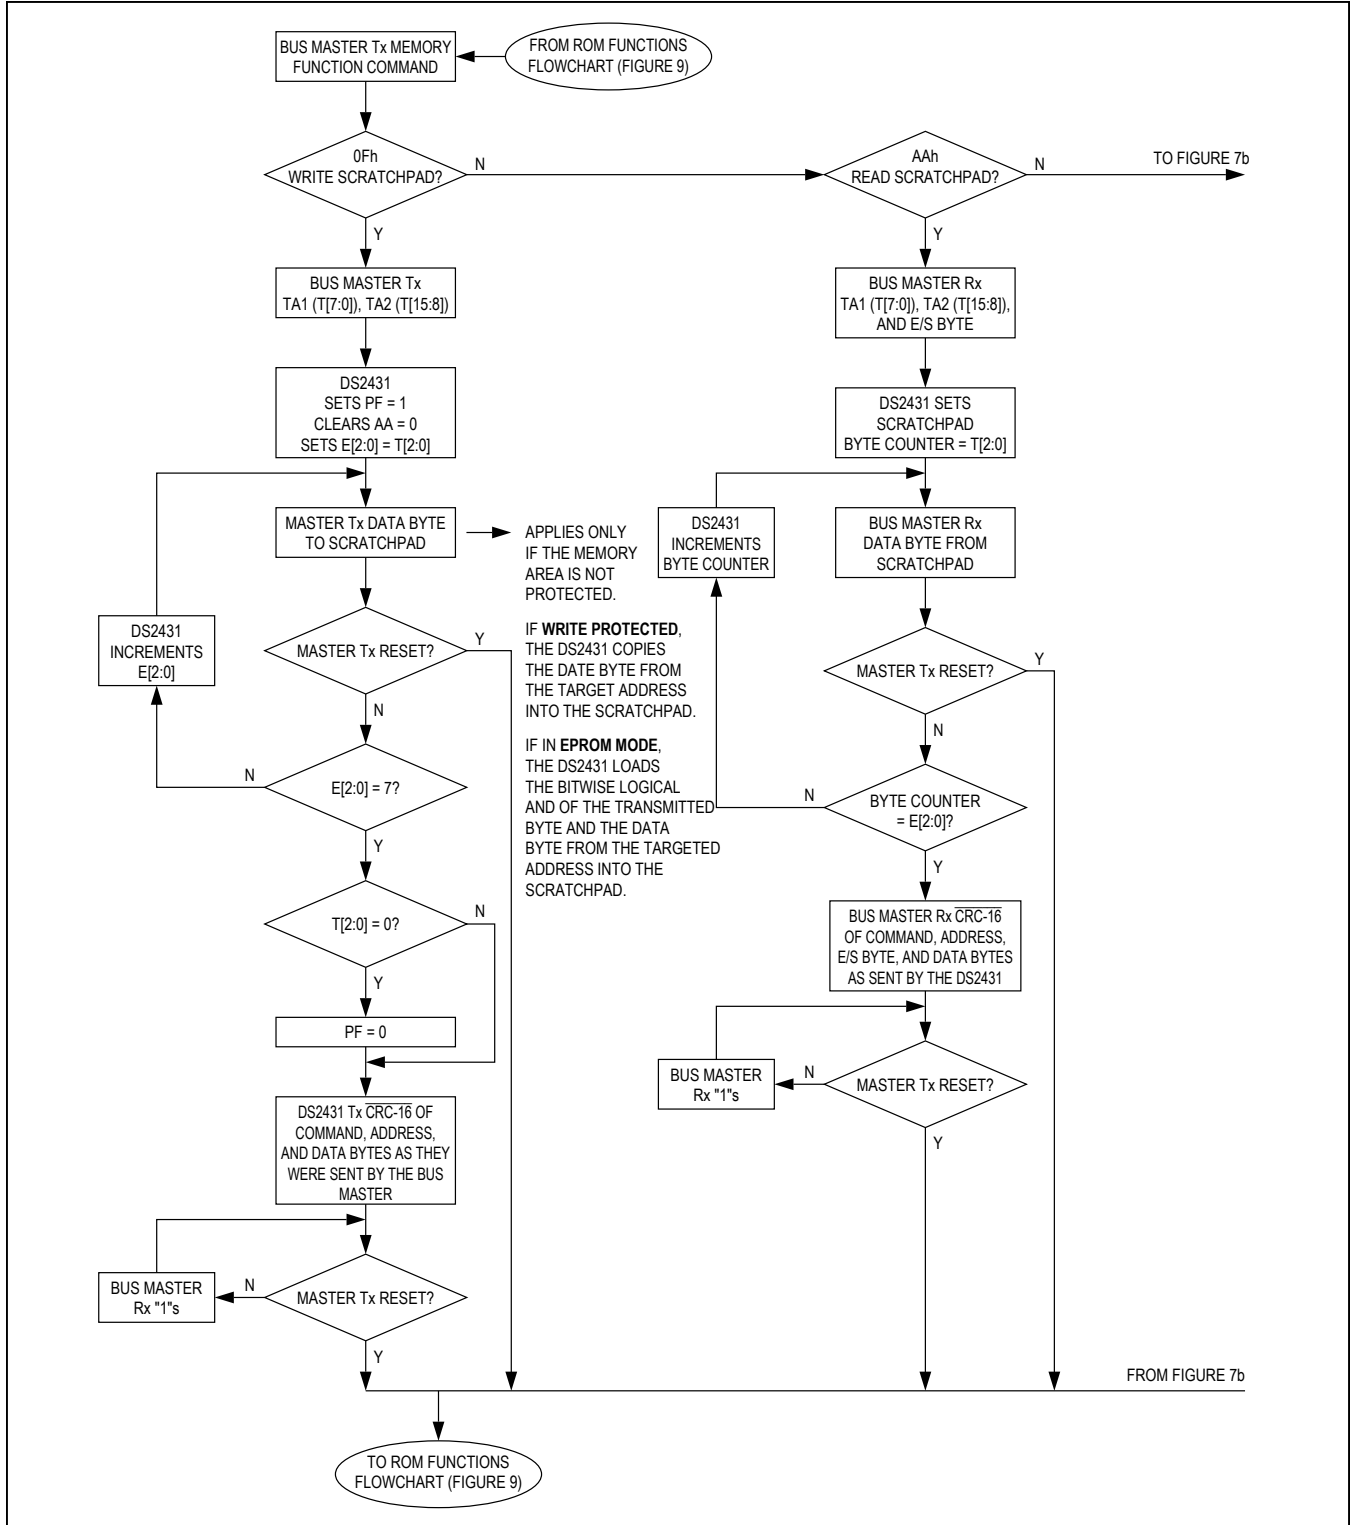 BUS MASTER Tx MEMORY
FUNCTION COMMAND
FROM ROM FUNCTIONS
FLOWCHART (FIGURE 9)
0Fh
WRITE SCRATCHPAD?
N
Y
AAh
READ SCRATCHPAD?
N
Y
TO FIGURE 7b
BUS MASTER Tx
TA1 (T[7:0]), TA2 (T[15:8])
DS2431
SETS PF = 1
CLEARS AA = 0
SETS E[2:0] = T[2:0]
MASTER Tx DATA BYTE
TO SCRATCHPAD
APPLIES ONLY
IF THE MEMORY
AREA IS NOT
PROTECTED.
IF WRITE PROTECTED,
THE DS2431 COPIES
THE DATE BYTE FROM
THE TARGET ADDRESS
INTO THE SCRATCHPAD.
IF IN EPROM MODE,
THE DS2431 LOADS
THE BITWISE LOGICAL
AND OF THE TRANSMITTED
BYTE AND THE DATA
BYTE FROM THE TARGETED
ADDRESS INTO THE
SCRATCHPAD.
DS2431
INCREMENTS
E[2:0]
MASTER Tx RESET?
Y
N
E[2:0] = 7?
N
Y
T[2:0] = 0?
N
Y
PF = 0
DS2431 Tx CRC-16 OF
COMMAND, ADDRESS,
AND DATA BYTES AS THEY
WERE SENT BY THE BUS
MASTER
BUS MASTER
Rx "1"s
N
MASTER Tx RESET?
Y
BUS MASTER Rx
TA1 (T[7:0]), TA2 (T[15:8]),
AND E/S BYTE
DS2431 SETS
SCRATCHPAD
BYTE COUNTER = T[2:0]
DS2431
INCREMENTS
BYTE COUNTER
BUS MASTER Rx
DATA BYTE FROM
SCRATCHPAD
MASTER Tx RESET?
Y
N
BYTE COUNTER
= E[2:0]?
N
Y
BUS MASTER Rx CRC-16
OF COMMAND, ADDRESS,
E/S BYTE, AND DATA BYTES
AS SENT BY THE DS2431
BUS MASTER
Rx "1"s
N
MASTER Tx RESET?
Y
FROM FIGURE 7b
TO ROM FUNCTIONS
FLOWCHART (FIGURE 9)